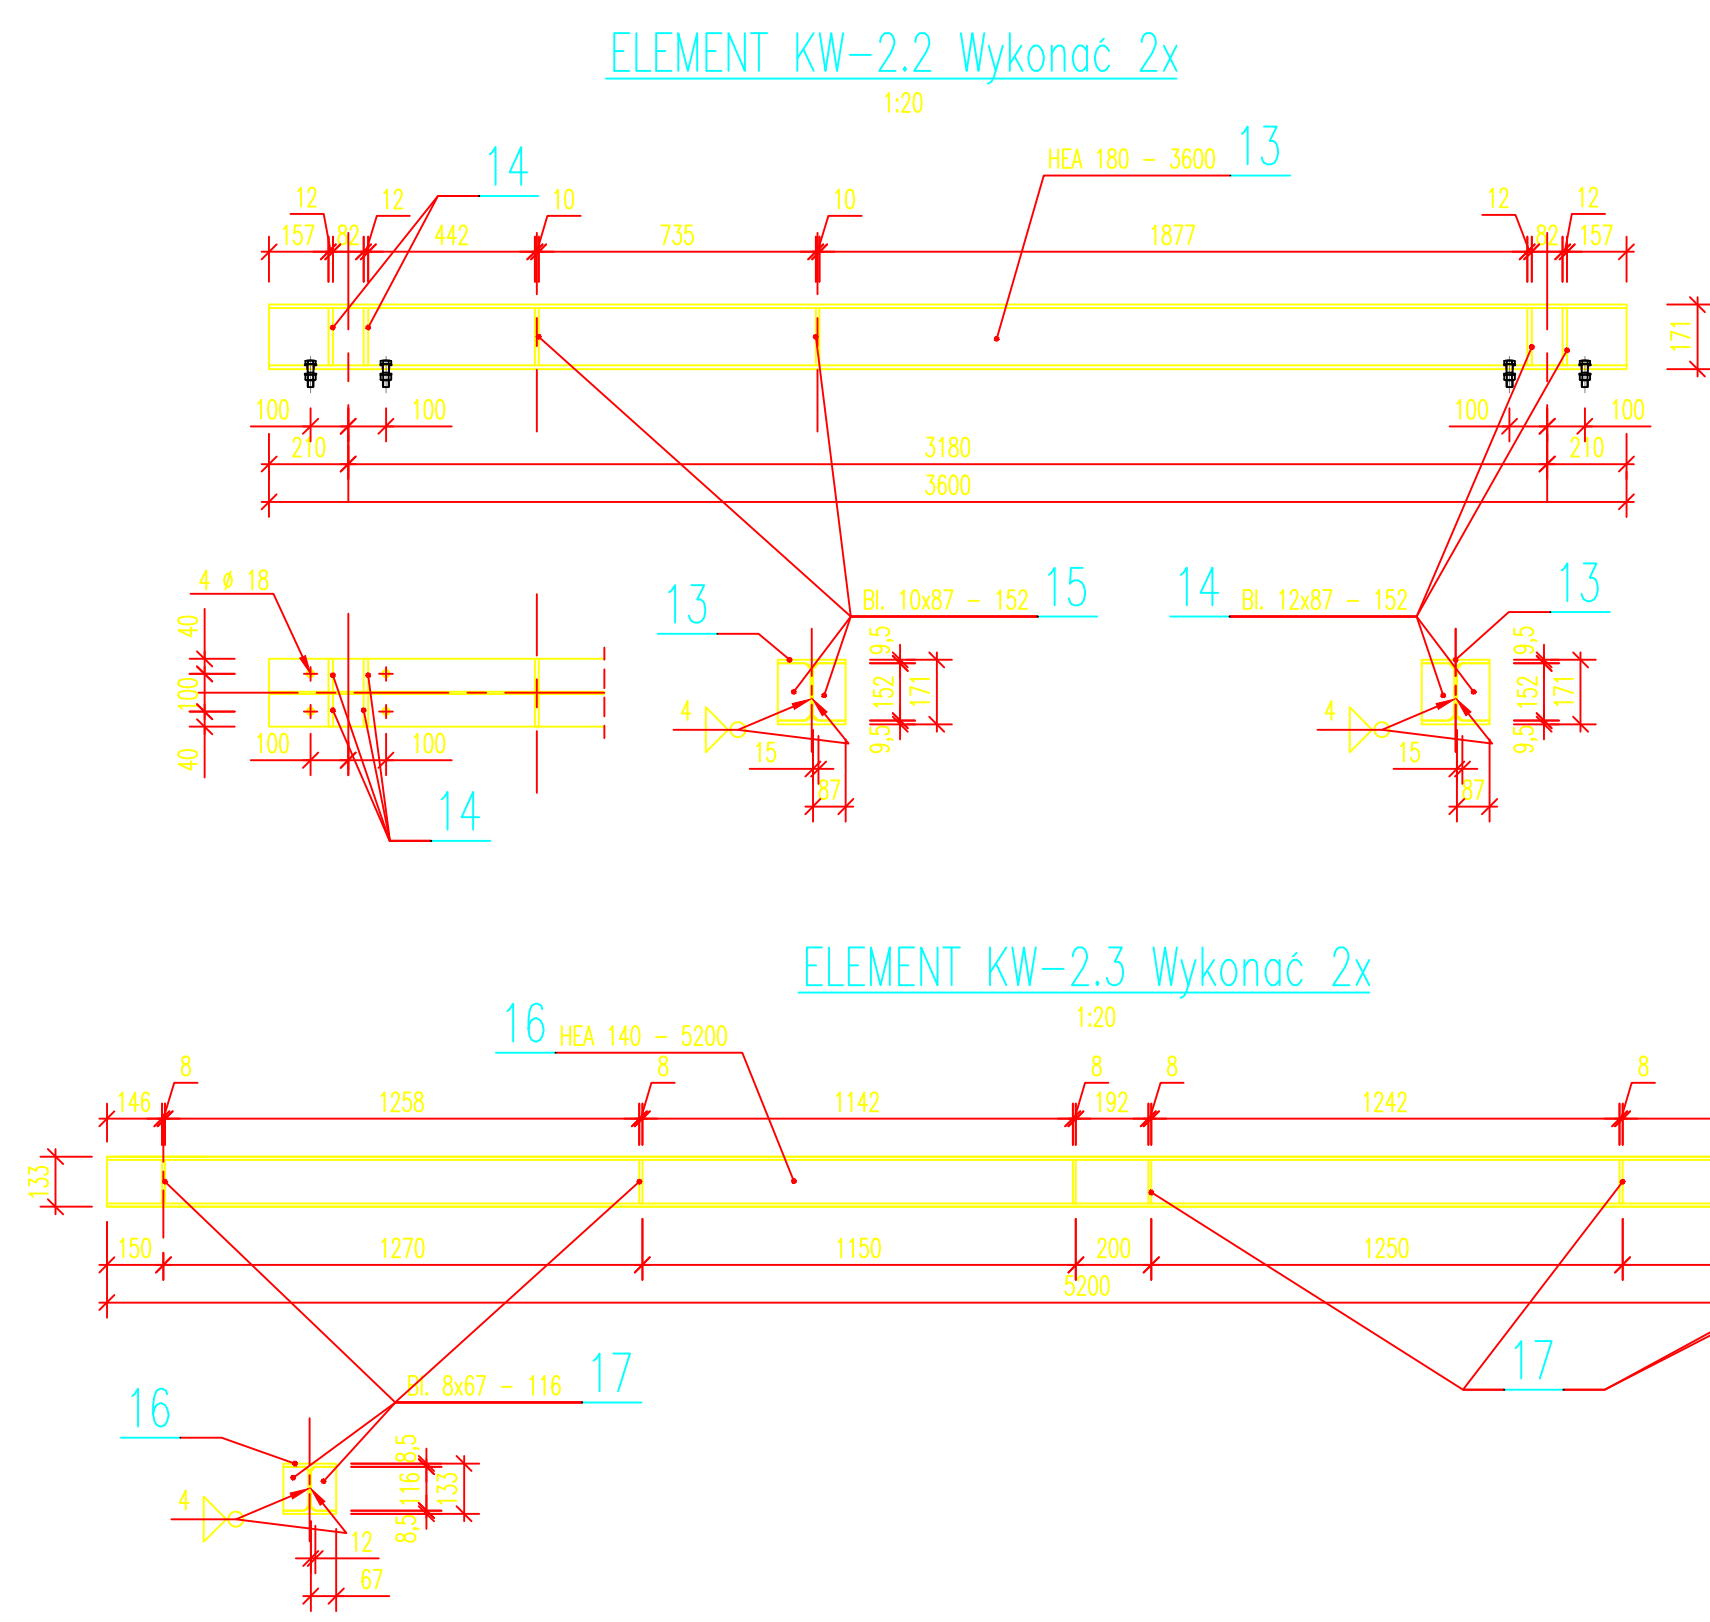 ELEMENT KW-2.2 Wykonać 2x
1:20
14
HEA 180 - 3600 13
12 12 10 10 12 12
157 82 442 735 1877 82 157
171
100 100 100 100
210 3180 210
3600
4 ø 18
13 Bl. 10x87 - 152 15
14 Bl. 12x87 - 152 13
40 100 40
9,5 152 9,5 171
9,5 152 9,5 171
4 4
100 100 15 15
87 87
14
ELEMENT KW-2.3 Wykonać 2x
1:20
16 HEA 140 - 5200
8 8 8 8 8
146 1258 1142 192 1242
133
150 1270 1150 200 1250
5200
Bl. 8x67 - 116 17
17
16
8,5 116 8,5 133
4
12
67